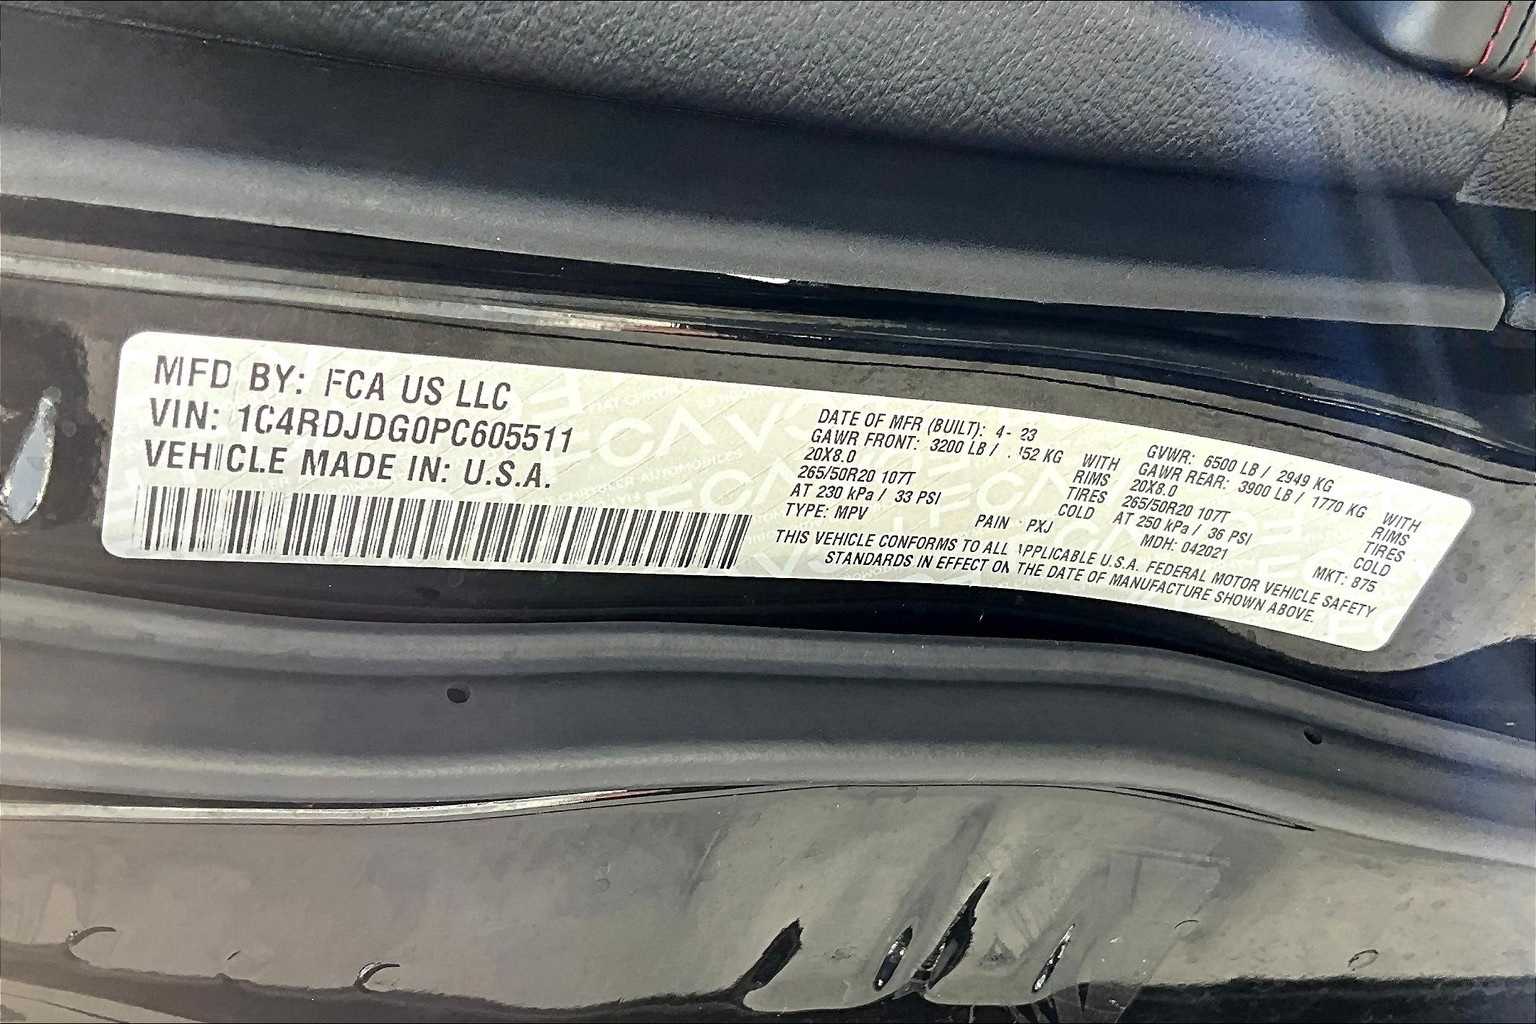 MFD BY: FCA US LLC
VIN: 1C4RDJDG0PC605511
VEHICLE MADE IN: U.S.A.
DATE OF MFR (BUILT): 4- 23
GAWR FRONT: 3200 LB / 152 KG WITH
20X8.0 RIMS
265/50R20 107T TIRES
AT 230 kPa / 33 PSI COLD
TYPE: MPV PAIN : PXJ
GVWR: 6500 LB / 2949 KG
GAWR REAR: 3900 LB / 1770 KG WITH
20X8.0 RIMS
265/50R20 107T TIRES
AT 250 kPa / 36 PSI COLD
MDH: 042021 MKT: 875
THIS VEHICLE CONFORMS TO ALL APPLICABLE U.S.A. FEDERAL MOTOR VEHICLE SAFETY
STANDARDS IN EFFECT ON THE DATE OF MANUFACTURE SHOWN ABOVE.